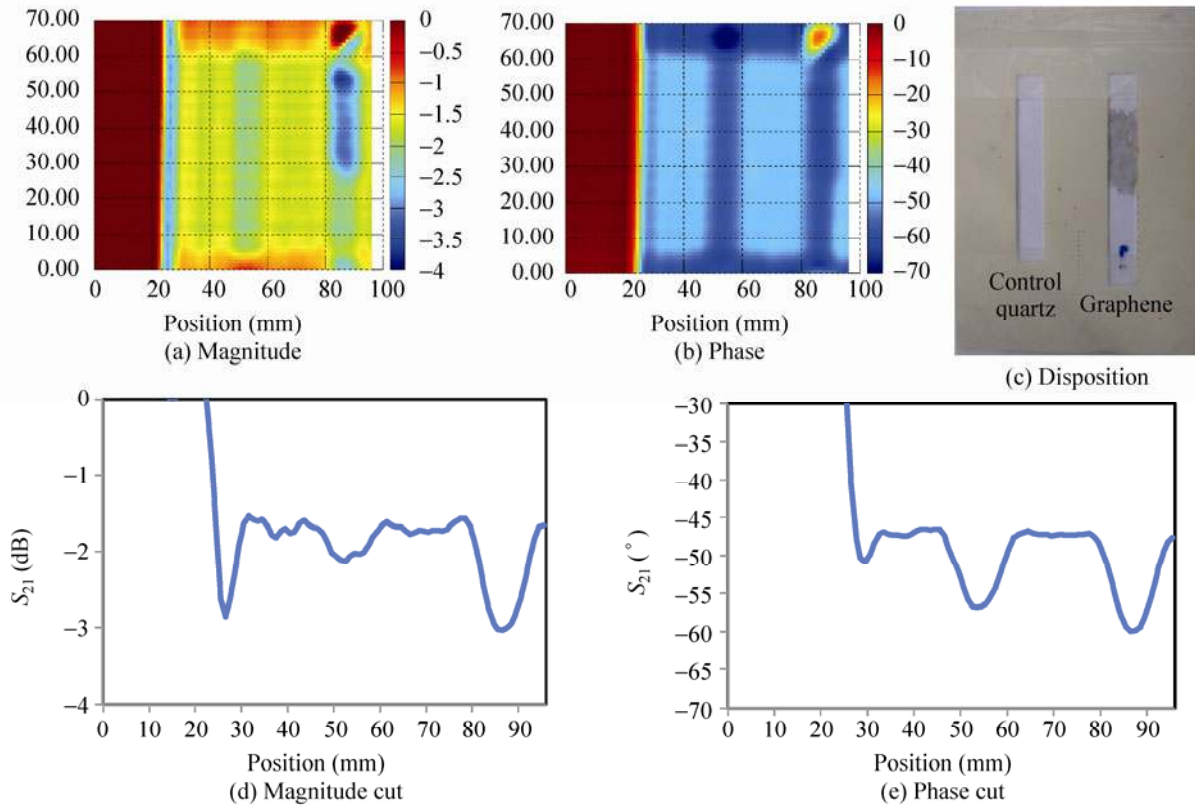 70.00
60.00
50.00
40.00
30.00
20.00
10.00
0.00
0 20 40 60 80 100
0
−0.5
−1
−1.5
−2
−2.5
−3
−3.5
−4
Position (mm)
(a) Magnitude
70.00
60.00
50.00
40.00
30.00
20.00
10.00
0.00
0 20 40 60 80 100
0
−10
−20
−30
−40
−50
−60
−70
Position (mm)
(b) Phase
Control
quartz
Graphene
(c) Disposition
S21 (dB)
0
−1
−2
−3
−4
0 10 20 30 40 50 60 70 80 90
Position (mm)
(d) Magnitude cut
S21 (°)
−30
−35
−40
−45
−50
−55
−60
−65
−70
0 10 20 30 40 50 60 70 80 90
Position (mm)
(e) Phase cut